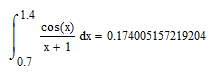 ∫_{0.7}^{1.4} cos(x)/(x + 1) dx = 0.174005157219204